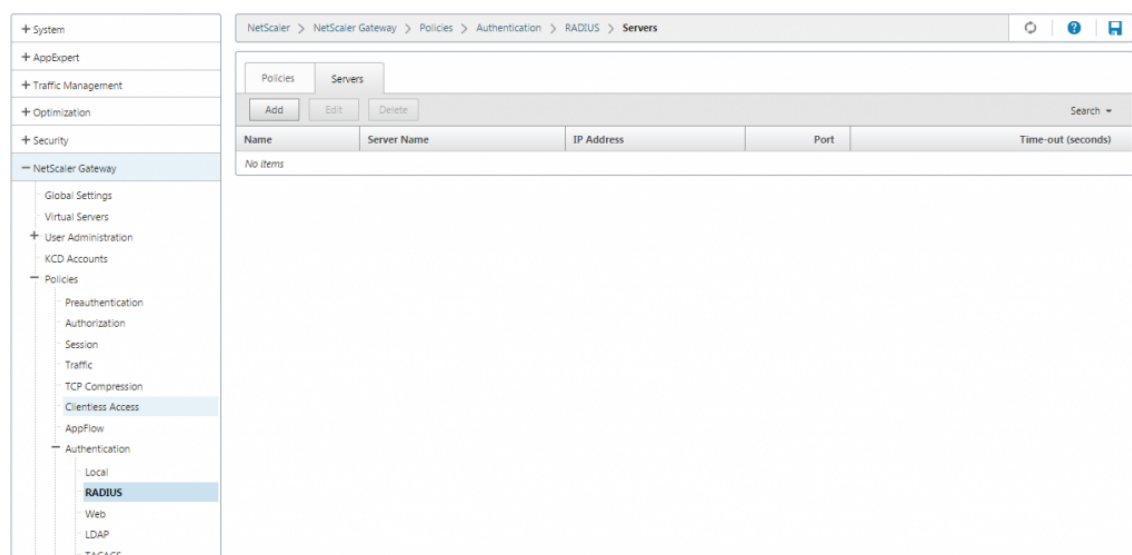 + System
+ AppExpert
+ Traffic Management
+ Optimization
+ Security
− NetScaler Gateway
Global Settings
Virtual Servers
+ User Administration
KCD Accounts
− Policies
Preauthentication
Authorization
Session
Traffic
TCP Compression
Clientless Access
AppFlow
− Authentication
Local
RADIUS
Web
LDAP
TACACS
NetScaler > NetScaler Gateway > Policies > Authentication > RADIUS > Servers
?
Policies Servers
Add Edit Delete Search
Name Server Name IP Address Port Time-out (seconds)
No items